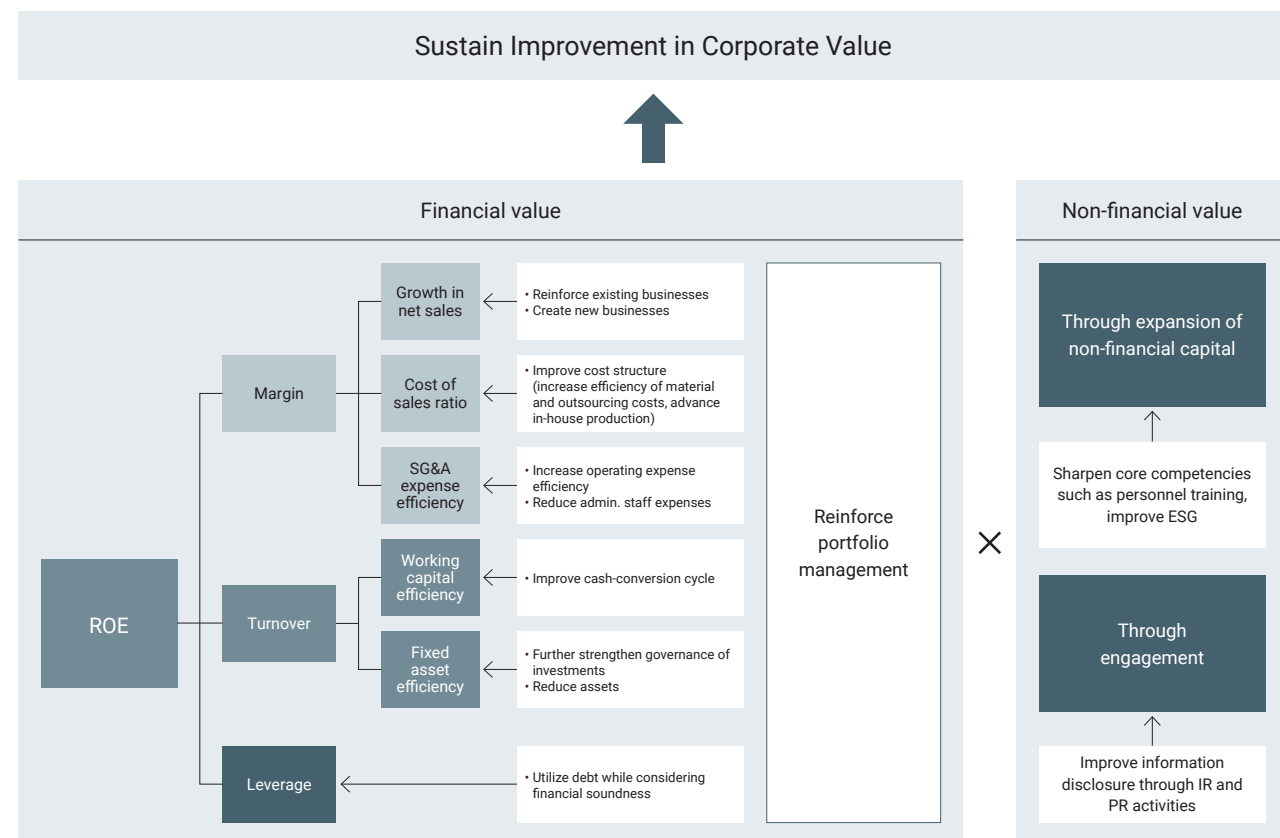 Sustain Improvement in Corporate Value
Financial value
Growth in
net sales
• Reinforce existing businesses
• Create new businesses
Margin
Cost of
sales ratio
• Improve cost structure
(increase efficiency of material
and outsourcing costs, advance
in-house production)
SG&A
expense
efficiency
• Increase operating expense
efficiency
• Reduce admin. staff expenses
ROE
Turnover
Working
capital
efficiency
• Improve cash-conversion cycle
Fixed
asset
efficiency
• Further strengthen governance of
investments
• Reduce assets
Leverage
• Utilize debt while considering
financial soundness
Reinforce
portfolio
management
×
Non-financial value
Through expansion of
non-financial capital
Sharpen core competencies
such as personnel training,
improve ESG
Through
engagement
Improve information
disclosure through IR and
PR activities